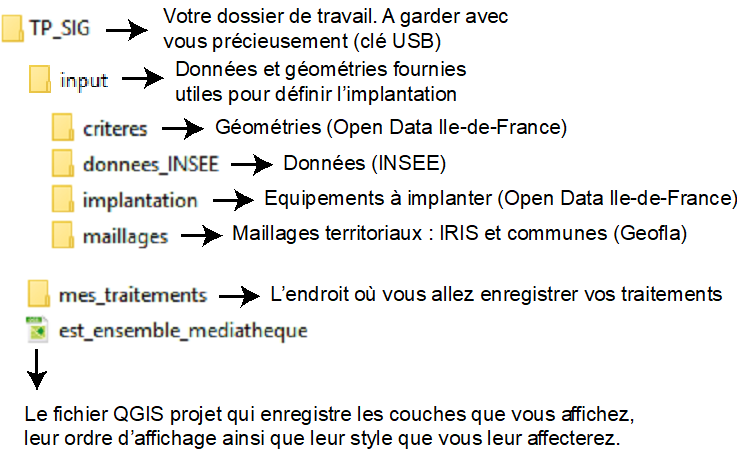 TP_SIG
Votre dossier de travail. A garder avec
vous précieusement (clé USB)
input
Données et géométries fournies
utiles pour définir l’implantation
criteres
Géométries (Open Data Ile-de-France)
donnees_INSEE
Données (INSEE)
implantation
Equipements à implanter (Open Data Ile-de-France)
maillages
Maillages territoriaux : IRIS et communes (Geofla)
mes_traitements
L’endroit où vous allez enregistrer vos traitements
est_ensemble_mediatheque
Le fichier QGIS projet qui enregistre les couches que vous affichez,
leur ordre d’affichage ainsi que leur style que vous leur affecterez.